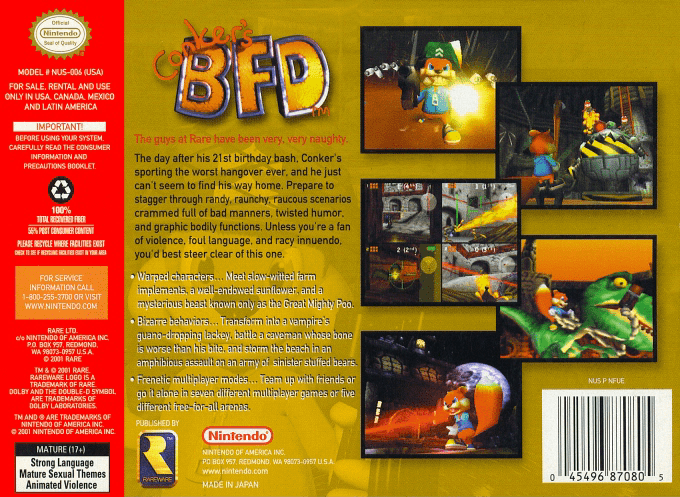 Official
Nintendo
Seal of Quality
MODEL # NUS-006 (USA)
FOR SALE, RENTAL AND USE
ONLY IN USA, CANADA, MEXICO
AND LATIN AMERICA
IMPORTANT!
BEFORE USING YOUR SYSTEM,
CAREFULLY READ THE CONSUMER
INFORMATION AND
PRECAUTIONS BOOKLET.
100%
TOTAL RECOVERED FIBER
55% POST CONSUMER CONTENT
PLEASE RECYCLE WHERE FACILITIES EXIST
CHECK TO SEE IF RECYCLING FACILITIES EXIST IN YOUR AREA
FOR SERVICE
INFORMATION CALL
1-800-255-3700 OR VISIT
WWW.NINTENDO.COM
RARE LTD.
c/o NINTENDO OF AMERICA INC.
P.O. BOX 957, REDMOND,
WA 98073-0957 U.S.A.
© 2001 RARE
TM & © 2001 RARE.
RAREWARE LOGO IS A
TRADEMARK OF RARE.
DOLBY AND THE DOUBLE-D SYMBOL
ARE TRADEMARKS OF
DOLBY LABORATORIES.
TM AND ® ARE TRADEMARKS OF
NINTENDO OF AMERICA INC.
© 2001 NINTENDO OF AMERICA INC.
MATURE (17+)
Strong Language
Mature Sexual Themes
Animated Violence
Conker's
BFD
TM
The guys at Rare have been very, very naughty.
The day after his 21st birthday bash, Conker's
sporting the worst hangover ever, and he just
can't seem to find his way home. Prepare to
stagger through randy, raunchy, raucous scenarios
crammed full of bad manners, twisted humor,
and graphic bodily functions. Unless you're a fan
of violence, foul language, and racy innuendo,
you'd best steer clear of this one.
• Warped characters... Meet slow-witted farm
implements, a well-endowed sunflower, and a
mysterious beast known only as the Great Mighty Poo.
• Bizarre behaviors... Transform into a vampire's
guano-dropping lackey, battle a caveman whose bone
is worse than his bite, and storm the beach in an
amphibious assault on an army of sinister stuffed bears.
• Frenetic multiplayer modes... Team up with friends or
go it alone in seven different multiplayer games or five
different free-for-all arenas.
PUBLISHED BY
R
RAREWARE
Nintendo
NINTENDO OF AMERICA INC.
PO BOX 957, REDMOND, WA 98073-0957 U.S.A.
www.nintendo.com
MADE IN JAPAN
NUS P NFUE
0 45496 87080 5